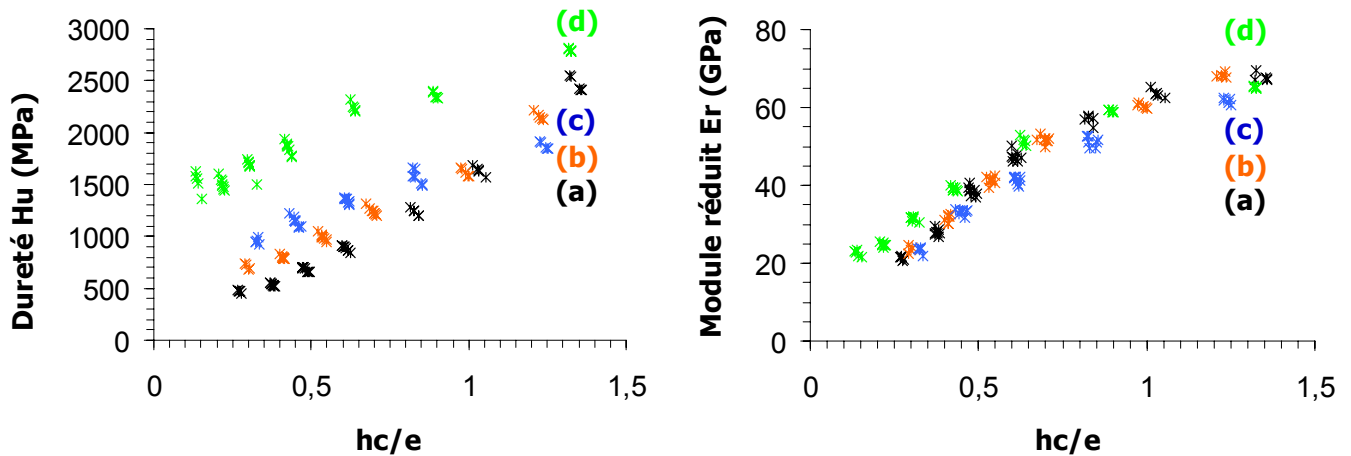 Dureté Hu (MPa)
3000
2500
2000
1500
1000
500
0
0
0,5
1
1,5
hc/e
(d)
(c)
(b)
(a)
Module réduit Er (GPa)
80
60
40
20
0
0
0,5
1
1,5
hc/e
(d)
(c)
(b)
(a)